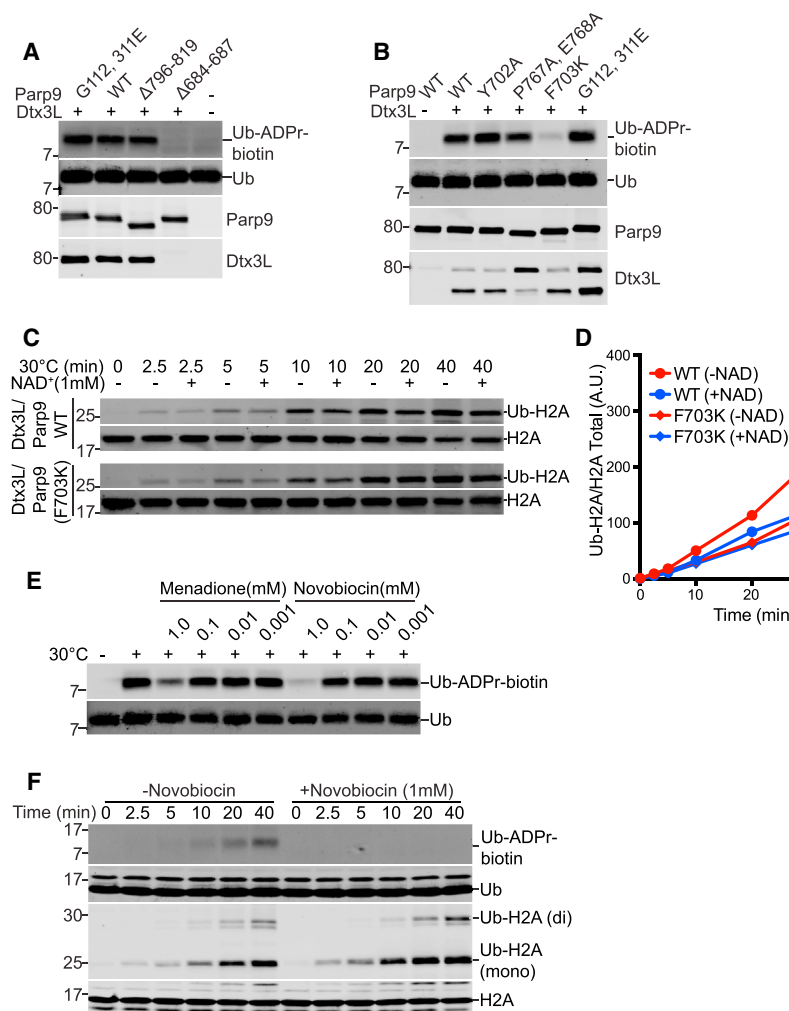 A
G112, 311E
WT
Δ796-819
Δ684-687
-
Parp9
Dtx3L + + + + -
Ub-ADPr-
biotin
7
Ub
7
80
Parp9
80
Dtx3L
B
WT
WT
Y702A
P767A, E768A
F703K
G112, 311E
Parp9
Dtx3L - + + + + +
Ub-ADPr-
biotin
7
Ub
7
80
Parp9
80
Dtx3L
C
30°C (min) 0 2.5 2.5 5 5 10 10 20 20 40 40
NAD+(1mM) - - + - + - + - + - +
Dtx3L/
Parp9
WT
25
Ub-H2A
H2A
17
Dtx3L/
Parp9
(F703K)
25
Ub-H2A
H2A
17
D
Ub-H2A/H2A Total (A.U.)
400
300
200
100
0
0 10 20
Time (min
WT (-NAD)
WT (+NAD)
F703K (-NAD)
F703K (+NAD)
E
Menadione(mM) Novobiocin(mM)
1.0 0.1 0.01 0.001 1.0 0.1 0.01 0.001
30°C - + + + + + + + + +
Ub-ADPr-biotin
7
Ub
7
F
-Novobiocin +Novobiocin (1mM)
Time (min) 0 2.5 5 10 20 40 0 2.5 5 10 20 40
17
7
Ub-ADPr-
biotin
17
Ub
30
Ub-H2A (di)
Ub-H2A
(mono)
25
17
H2A